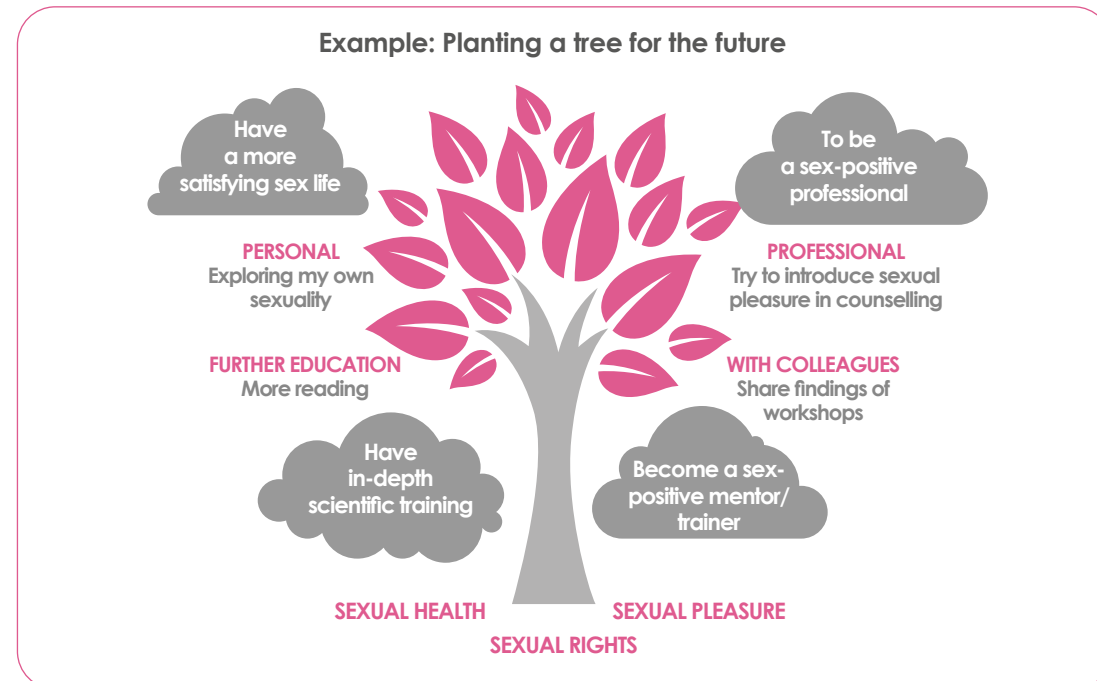 Example: Planting a tree for the future
Have
a more
satisfying sex life
To be
a sex-positive
professional
PERSONAL
Exploring my own
sexuality
PROFESSIONAL
Try to introduce sexual
pleasure in counselling
FURTHER EDUCATION
More reading
WITH COLLEAGUES
Share findings of
workshops
Have
in-depth
scientific training
Become a sex-
positive mentor/
trainer
SEXUAL HEALTH
SEXUAL PLEASURE
SEXUAL RIGHTS